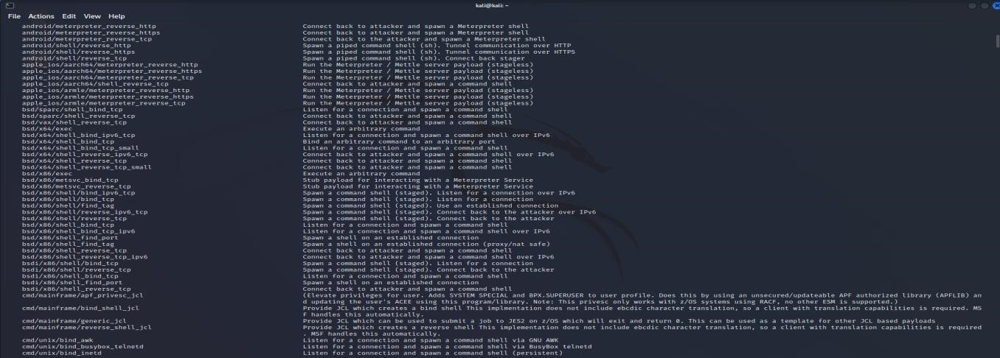 kali@kali: ~
File Actions Edit View Help
android/meterpreter_reverse_http Connect back to attacker and spawn a Meterpreter shell
android/meterpreter_reverse_https Connect back to attacker and spawn a Meterpreter shell
android/meterpreter_reverse_tcp Connect back to the attacker and spawn a Meterpreter shell
android/shell/reverse_http Spawn a piped command shell (sh). Tunnel communication over HTTP
android/shell/reverse_https Spawn a piped command shell (sh). Tunnel communication over HTTPS
android/shell/reverse_tcp Spawn a piped command shell (sh). Connect back stager
apple_ios/aarch64/meterpreter_reverse_http Run the Meterpreter / Mettle server payload (stageless)
apple_ios/aarch64/meterpreter_reverse_https Run the Meterpreter / Mettle server payload (stageless)
apple_ios/aarch64/meterpreter_reverse_tcp Run the Meterpreter / Mettle server payload (stageless)
apple_ios/aarch64/shell_reverse_tcp Connect back to attacker and spawn a command shell
apple_ios/armle/meterpreter_reverse_http Run the Meterpreter / Mettle server payload (stageless)
apple_ios/armle/meterpreter_reverse_https Run the Meterpreter / Mettle server payload (stageless)
apple_ios/armle/meterpreter_reverse_tcp Run the Meterpreter / Mettle server payload (stageless)
bsd/sparc/shell_bind_tcp Listen for a connection and spawn a command shell
bsd/sparc/shell_reverse_tcp Connect back to attacker and spawn a command shell
bsd/vax/shell_reverse_tcp Connect back to attacker and spawn a command shell
bsd/x64/exec Execute an arbitrary command
bsd/x64/shell_bind_ipv6_tcp Listen for a connection and spawn a command shell over IPv6
bsd/x64/shell_bind_tcp Bind an arbitrary command to an arbitrary port
bsd/x64/shell_bind_tcp_small Listen for a connection and spawn a command shell
bsd/x64/shell_reverse_ipv6_tcp Connect back to attacker and spawn a command shell over IPv6
bsd/x64/shell_reverse_tcp Connect back to attacker and spawn a command shell
bsd/x64/shell_reverse_tcp_small Connect back to attacker and spawn a command shell
bsd/x86/exec Execute an arbitrary command
bsd/x86/metsvc_bind_tcp Stub payload for interacting with a Meterpreter Service
bsd/x86/metsvc_reverse_tcp Stub payload for interacting with a Meterpreter Service
bsd/x86/shell/bind_ipv6_tcp Spawn a command shell (staged). Listen for a connection over IPv6
bsd/x86/shell/bind_tcp Spawn a command shell (staged). Listen for a connection
bsd/x86/shell/find_tag Spawn a command shell (staged). Use an established connection
bsd/x86/shell/reverse_ipv6_tcp Spawn a command shell (staged). Connect back to the attacker over IPv6
bsd/x86/shell/reverse_tcp Spawn a command shell (staged). Connect back to the attacker
bsd/x86/shell_bind_tcp Listen for a connection and spawn a command shell
bsd/x86/shell_bind_tcp_ipv6 Listen for a connection and spawn a command shell over IPv6
bsd/x86/shell_find_port Spawn a shell on an established connection
bsd/x86/shell_find_tag Spawn a shell on an established connection (proxy/nat safe)
bsd/x86/shell_reverse_tcp Connect back to attacker and spawn a command shell
bsd/x86/shell_reverse_tcp_ipv6 Connect back to attacker and spawn a command shell over IPv6
bsdi/x86/shell/bind_tcp Spawn a command shell (staged). Listen for a connection
bsdi/x86/shell/reverse_tcp Spawn a command shell (staged). Connect back to the attacker
bsdi/x86/shell_bind_tcp Listen for a connection and spawn a command shell
bsdi/x86/shell_find_port Spawn a shell on an established connection
bsdi/x86/shell_reverse_tcp Connect back to attacker and spawn a command shell
cmd/mainframe/apf_privesc_jcl (Elevate privileges for user. Adds SYSTEM SPECIAL and BPX.SUPERUSER to user profile. Does this by using an unsecured/updateable APF authorized library (APFLIB) an
d updating the user's ACEE using this program/library. Note: This privesc only works with z/OS systems using RACF, no other ESM is supported.)
cmd/mainframe/bind_shell_jcl Provide JCL which creates a bind shell This implementation does not include ebcdic character translation, so a client with translation capabilities is required. MS
F handles this automatically.
cmd/mainframe/generic_jcl Provide JCL which can be used to submit a job to JES2 on z/OS which will exit and return 0. This can be used as a template for other JCL based payloads
cmd/mainframe/reverse_shell_jcl Provide JCL which creates a reverse shell This implmentation does not include ebcdic character translation, so a client with translation capabilities is required
. MSF handles this automatically.
cmd/unix/bind_awk Listen for a connection and spawn a command shell via GNU AWK
cmd/unix/bind_busybox_telnetd Listen for a connection and spawn a command shell via BusyBox telnetd
cmd/unix/bind_inetd Listen for a connection and spawn a command shell (persistent)